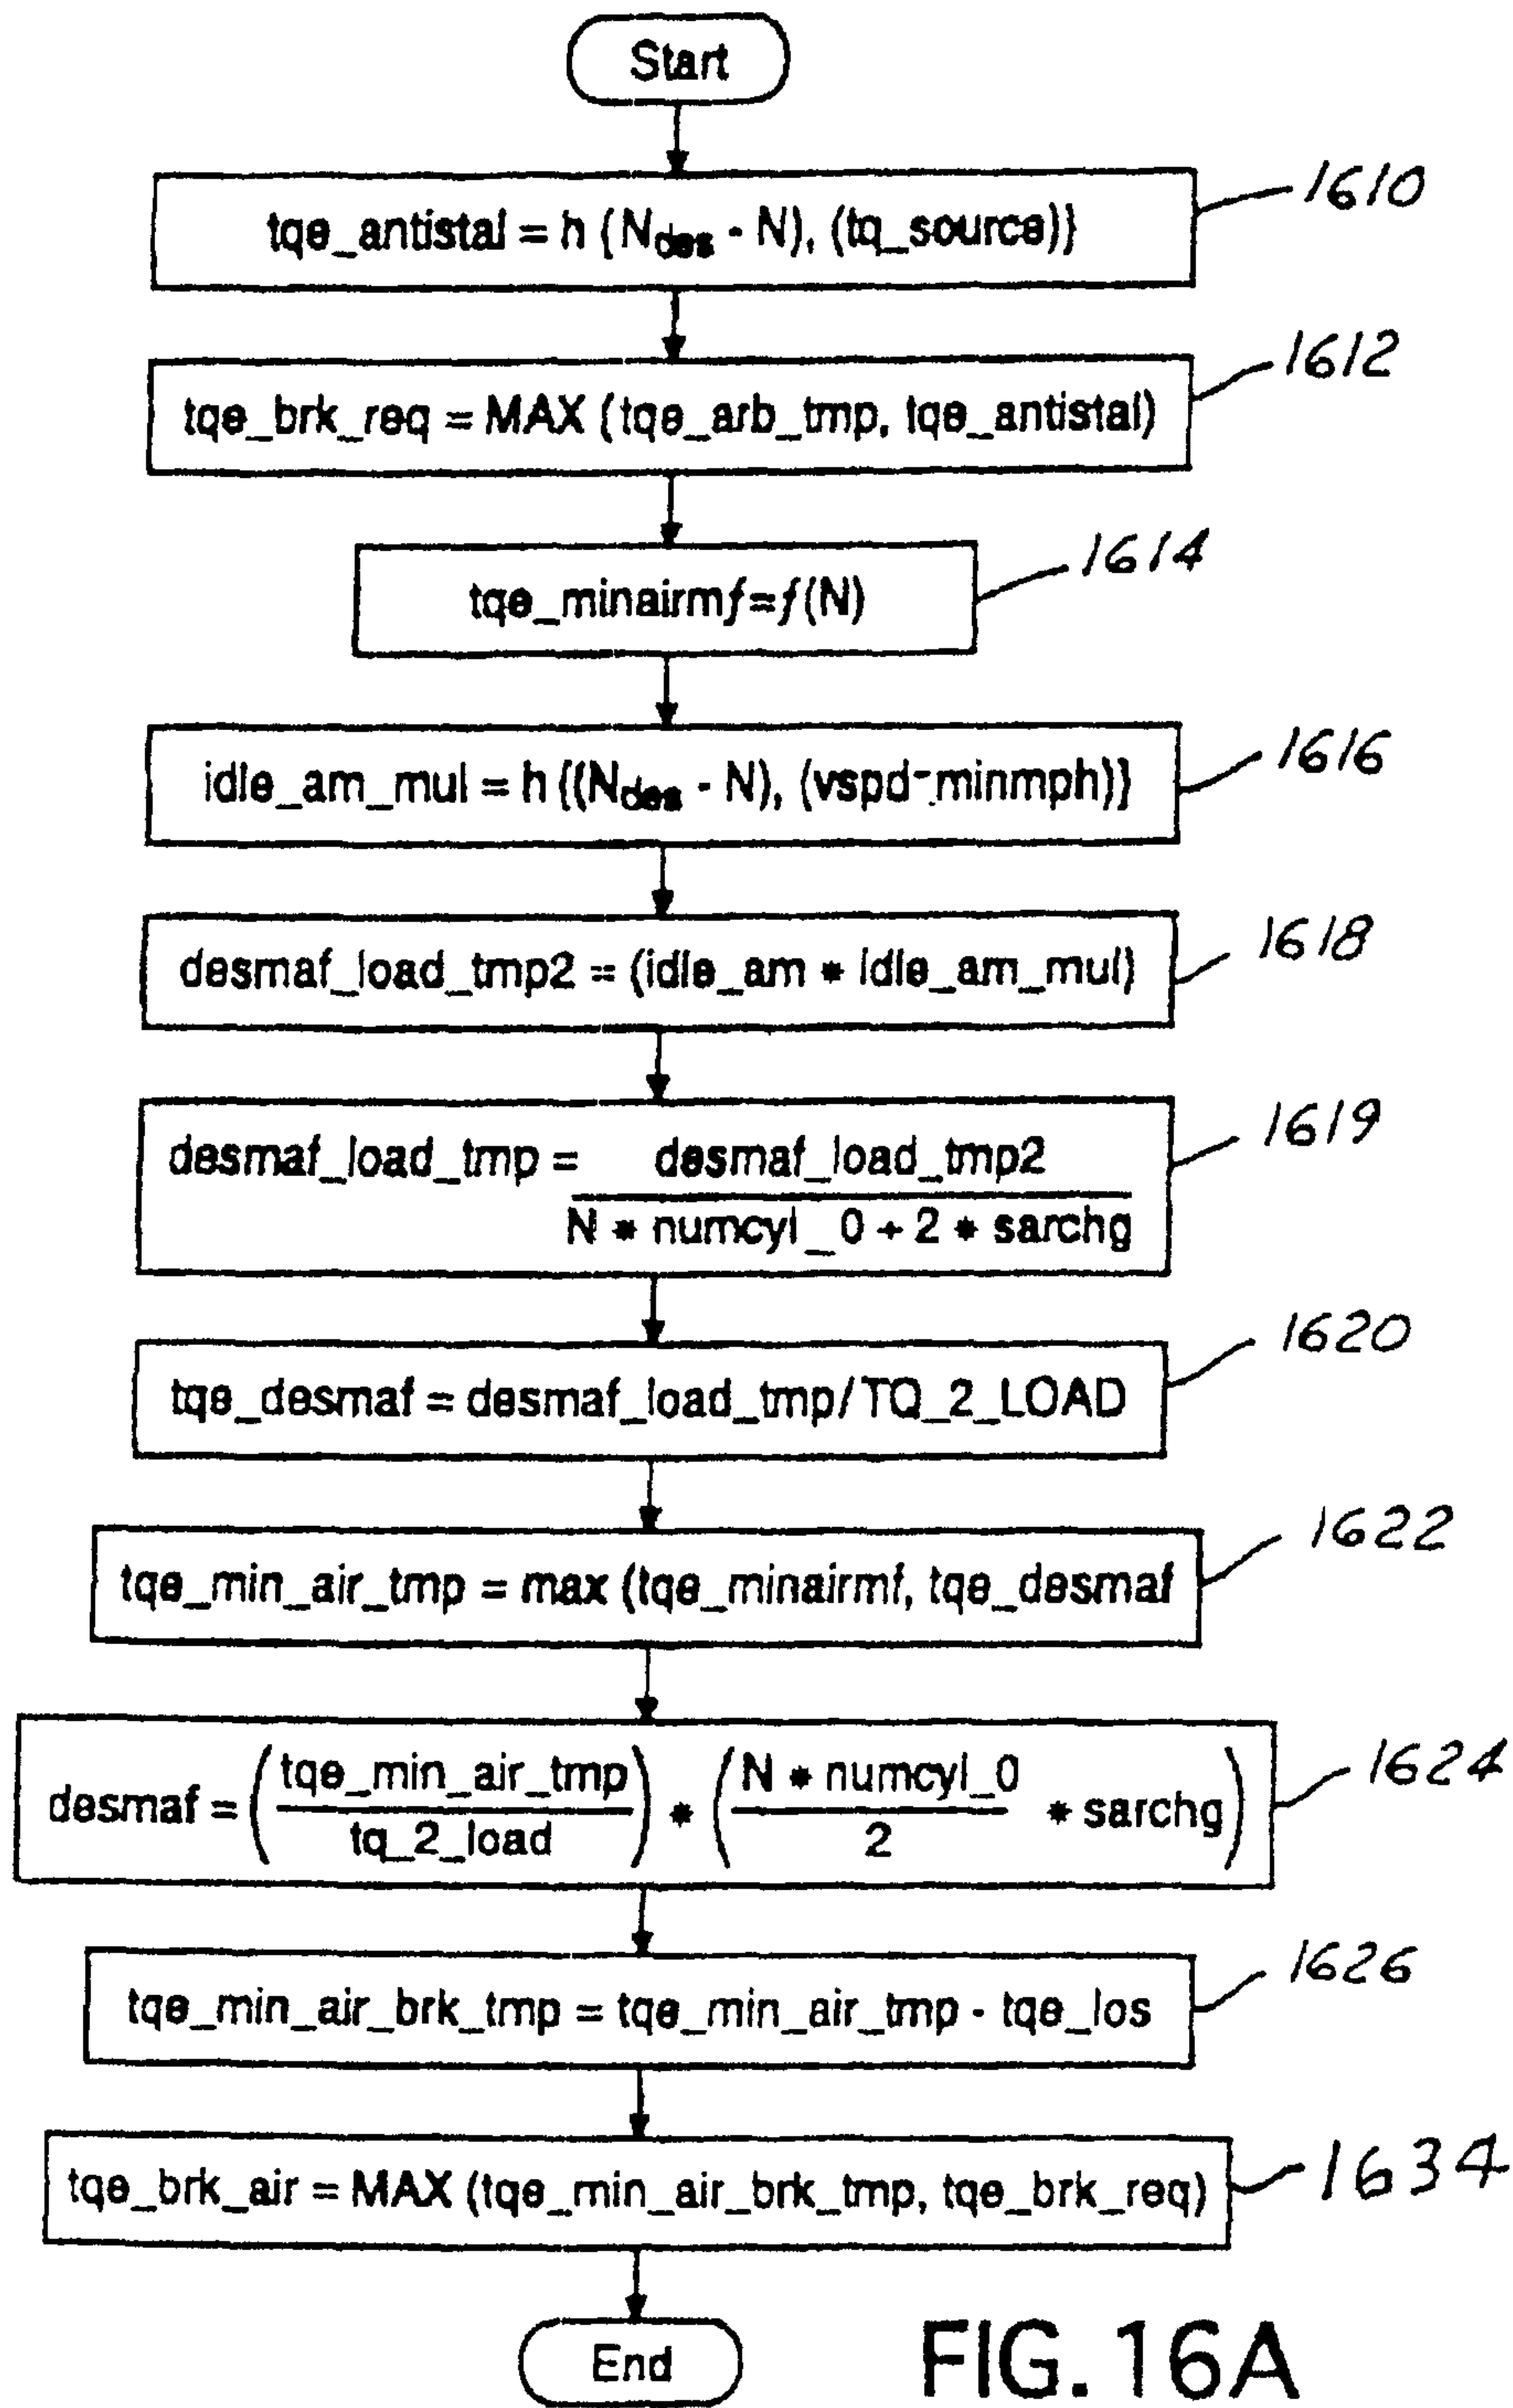 Start
tqe_antistal = h {N_des - N), (tq_source)}
1610
tqe_brk_req = MAX (tqe_arb_tmp, tqe_antistal)
1612
tqe_minairmf=f(N)
1614
idle_am_mul = h {(N_des - N), (vspd-minmph)}
1616
desmaf_load_tmp2 = (idle_am * idle_am_mul)
1618
desmaf_load_tmp = desmaf_load_tmp2
N * numcyl_0 ÷ 2 * sarchg
1619
tqe_desmaf = desmaf_load_tmp/TQ_2_LOAD
1620
tqe_min_air_tmp = max (tqe_minairmf, tqe_desmaf
1622
desmaf = (tqe_min_air_tmp / tq_2_load) * (N * numcyl_0 / 2 * sarchg)
1624
tqe_min_air_brk_tmp = tqe_min_air_tmp - tqe_los
1626
tqe_brk_air = MAX (tqe_min_air_brk_tmp, tqe_brk_req)
1634
End
FIG. 16A